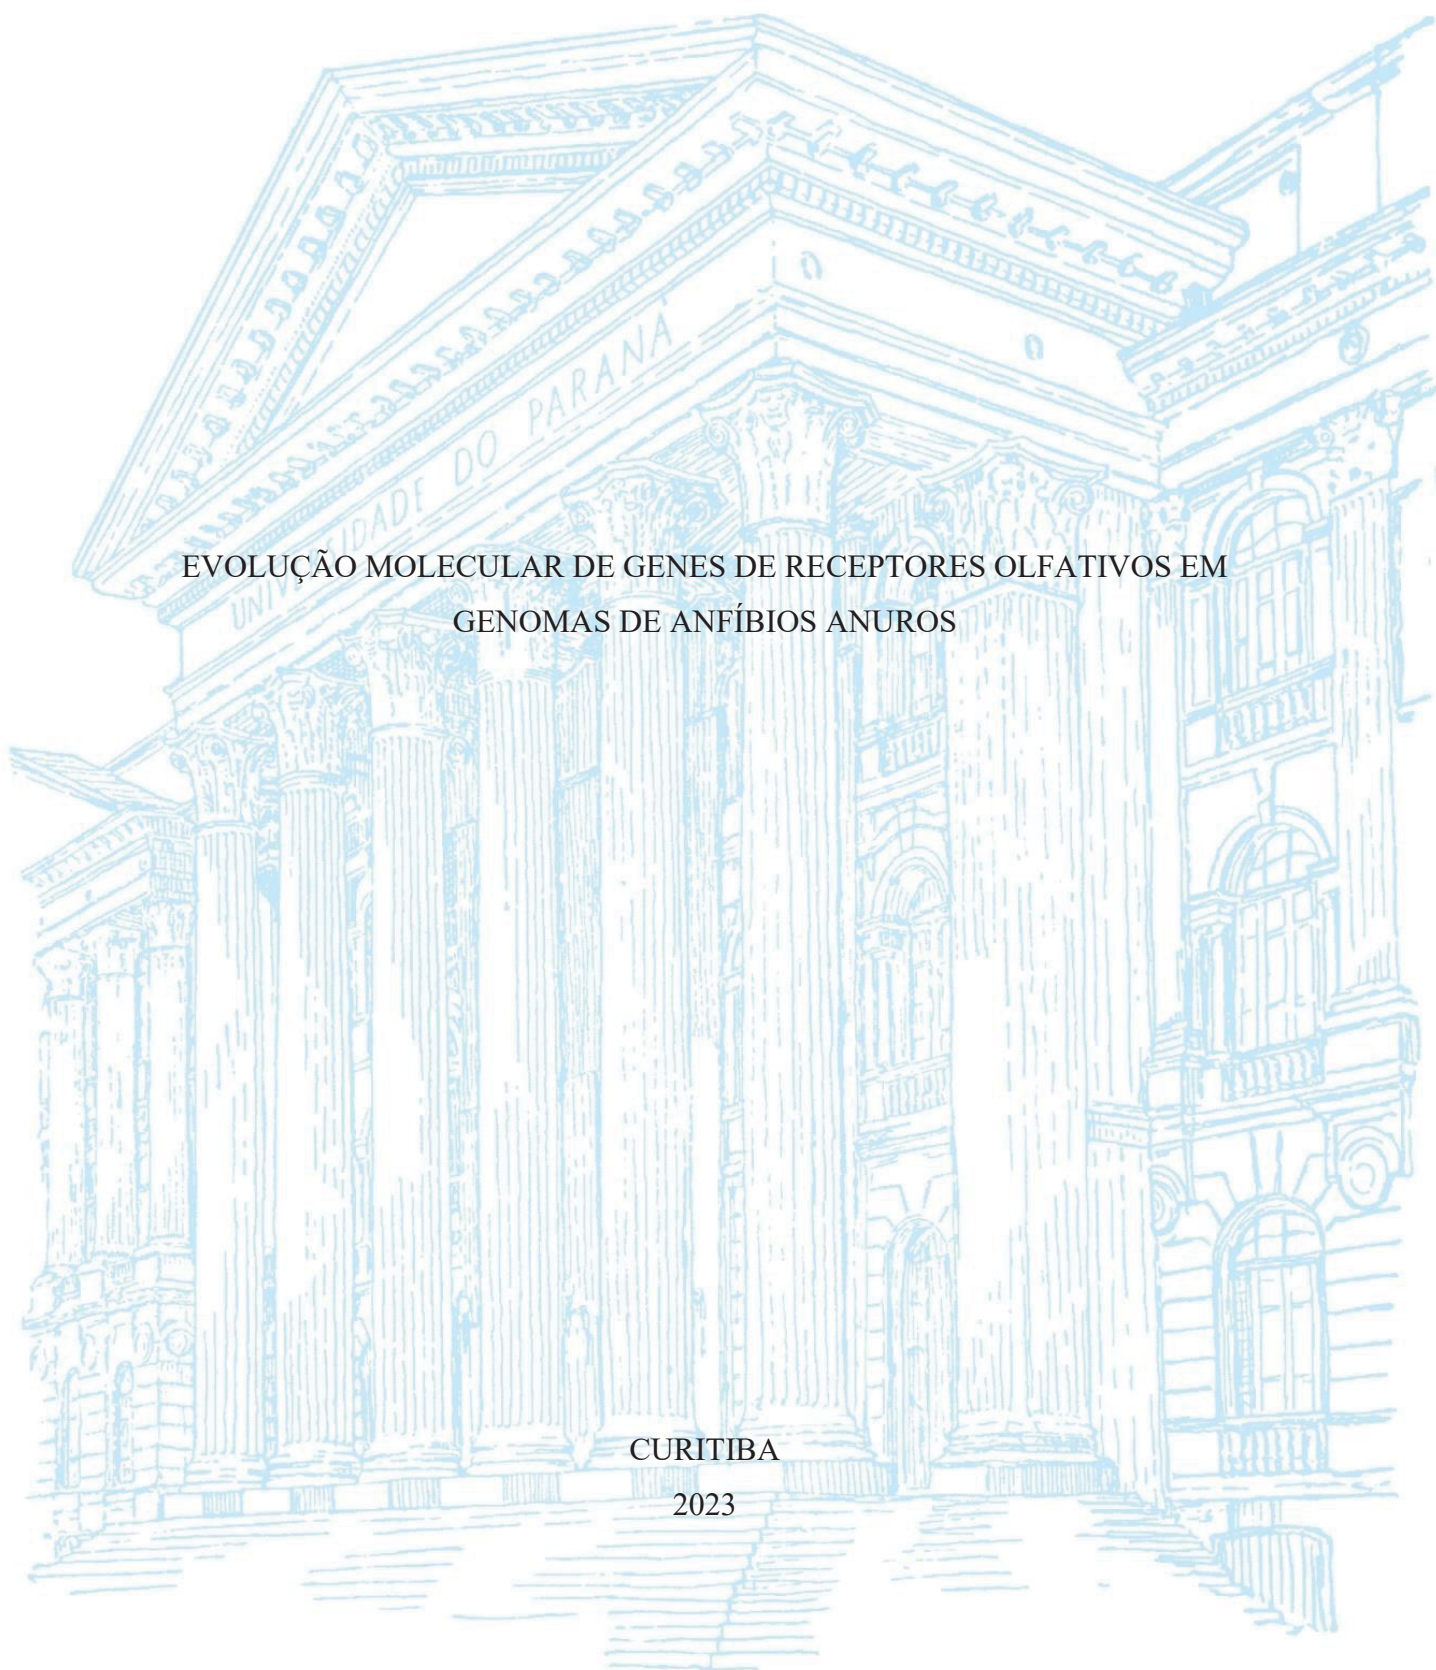 UNIVERSIDADE DO PARANÁ
EVOLUÇÃO MOLECULAR DE GENES DE RECEPTORES OLFATIVOS EM
GENOMAS DE ANFÍBIOS ANUROS
CURITIBA
2023